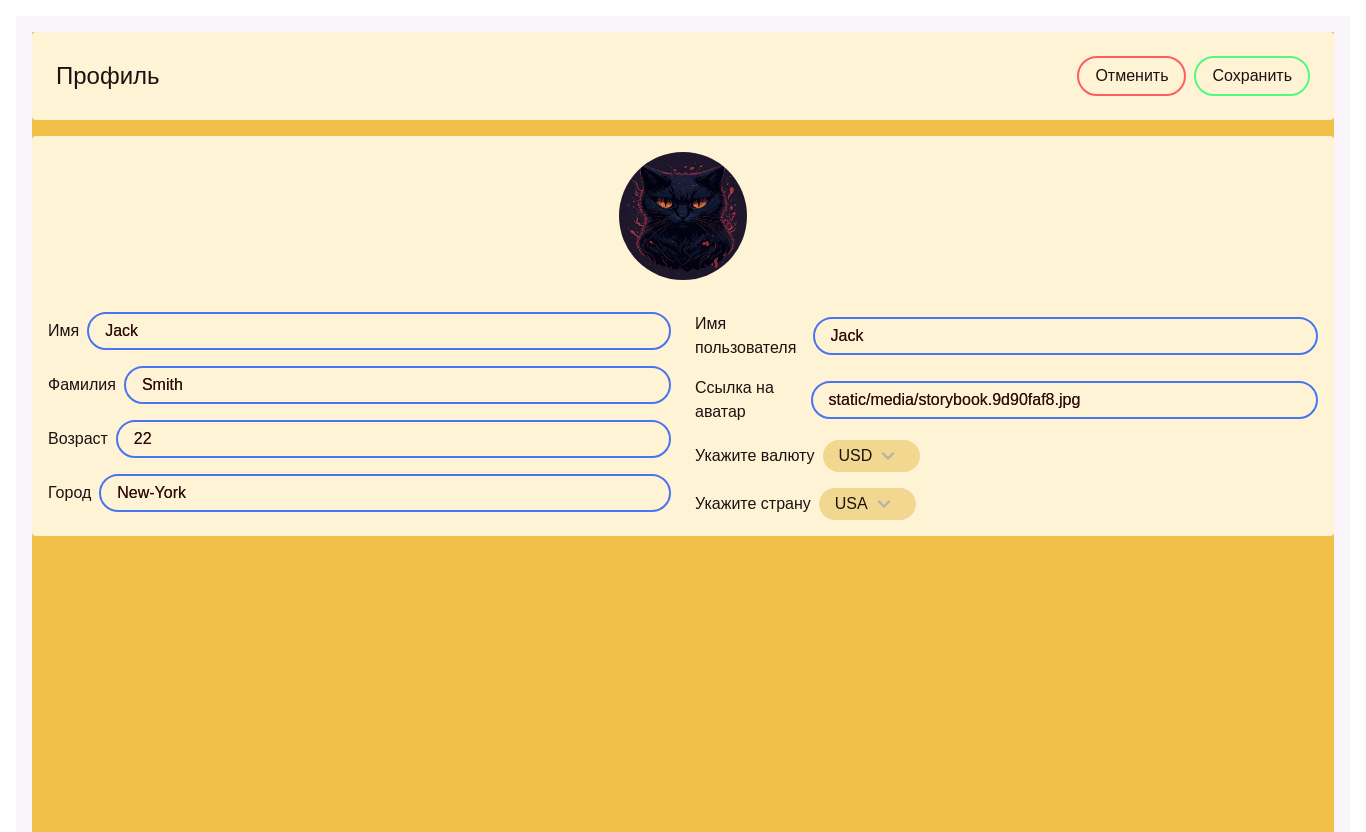 Профиль
Отменить
Сохранить
Имя
Jack
Фамилия
Smith
Возраст
22
Город
New-York
Имя
пользователя
Jack
Ссылка на
аватар
static/media/storybook.9d90faf8.jpg
Укажите валюту
USD
Укажите страну
USA